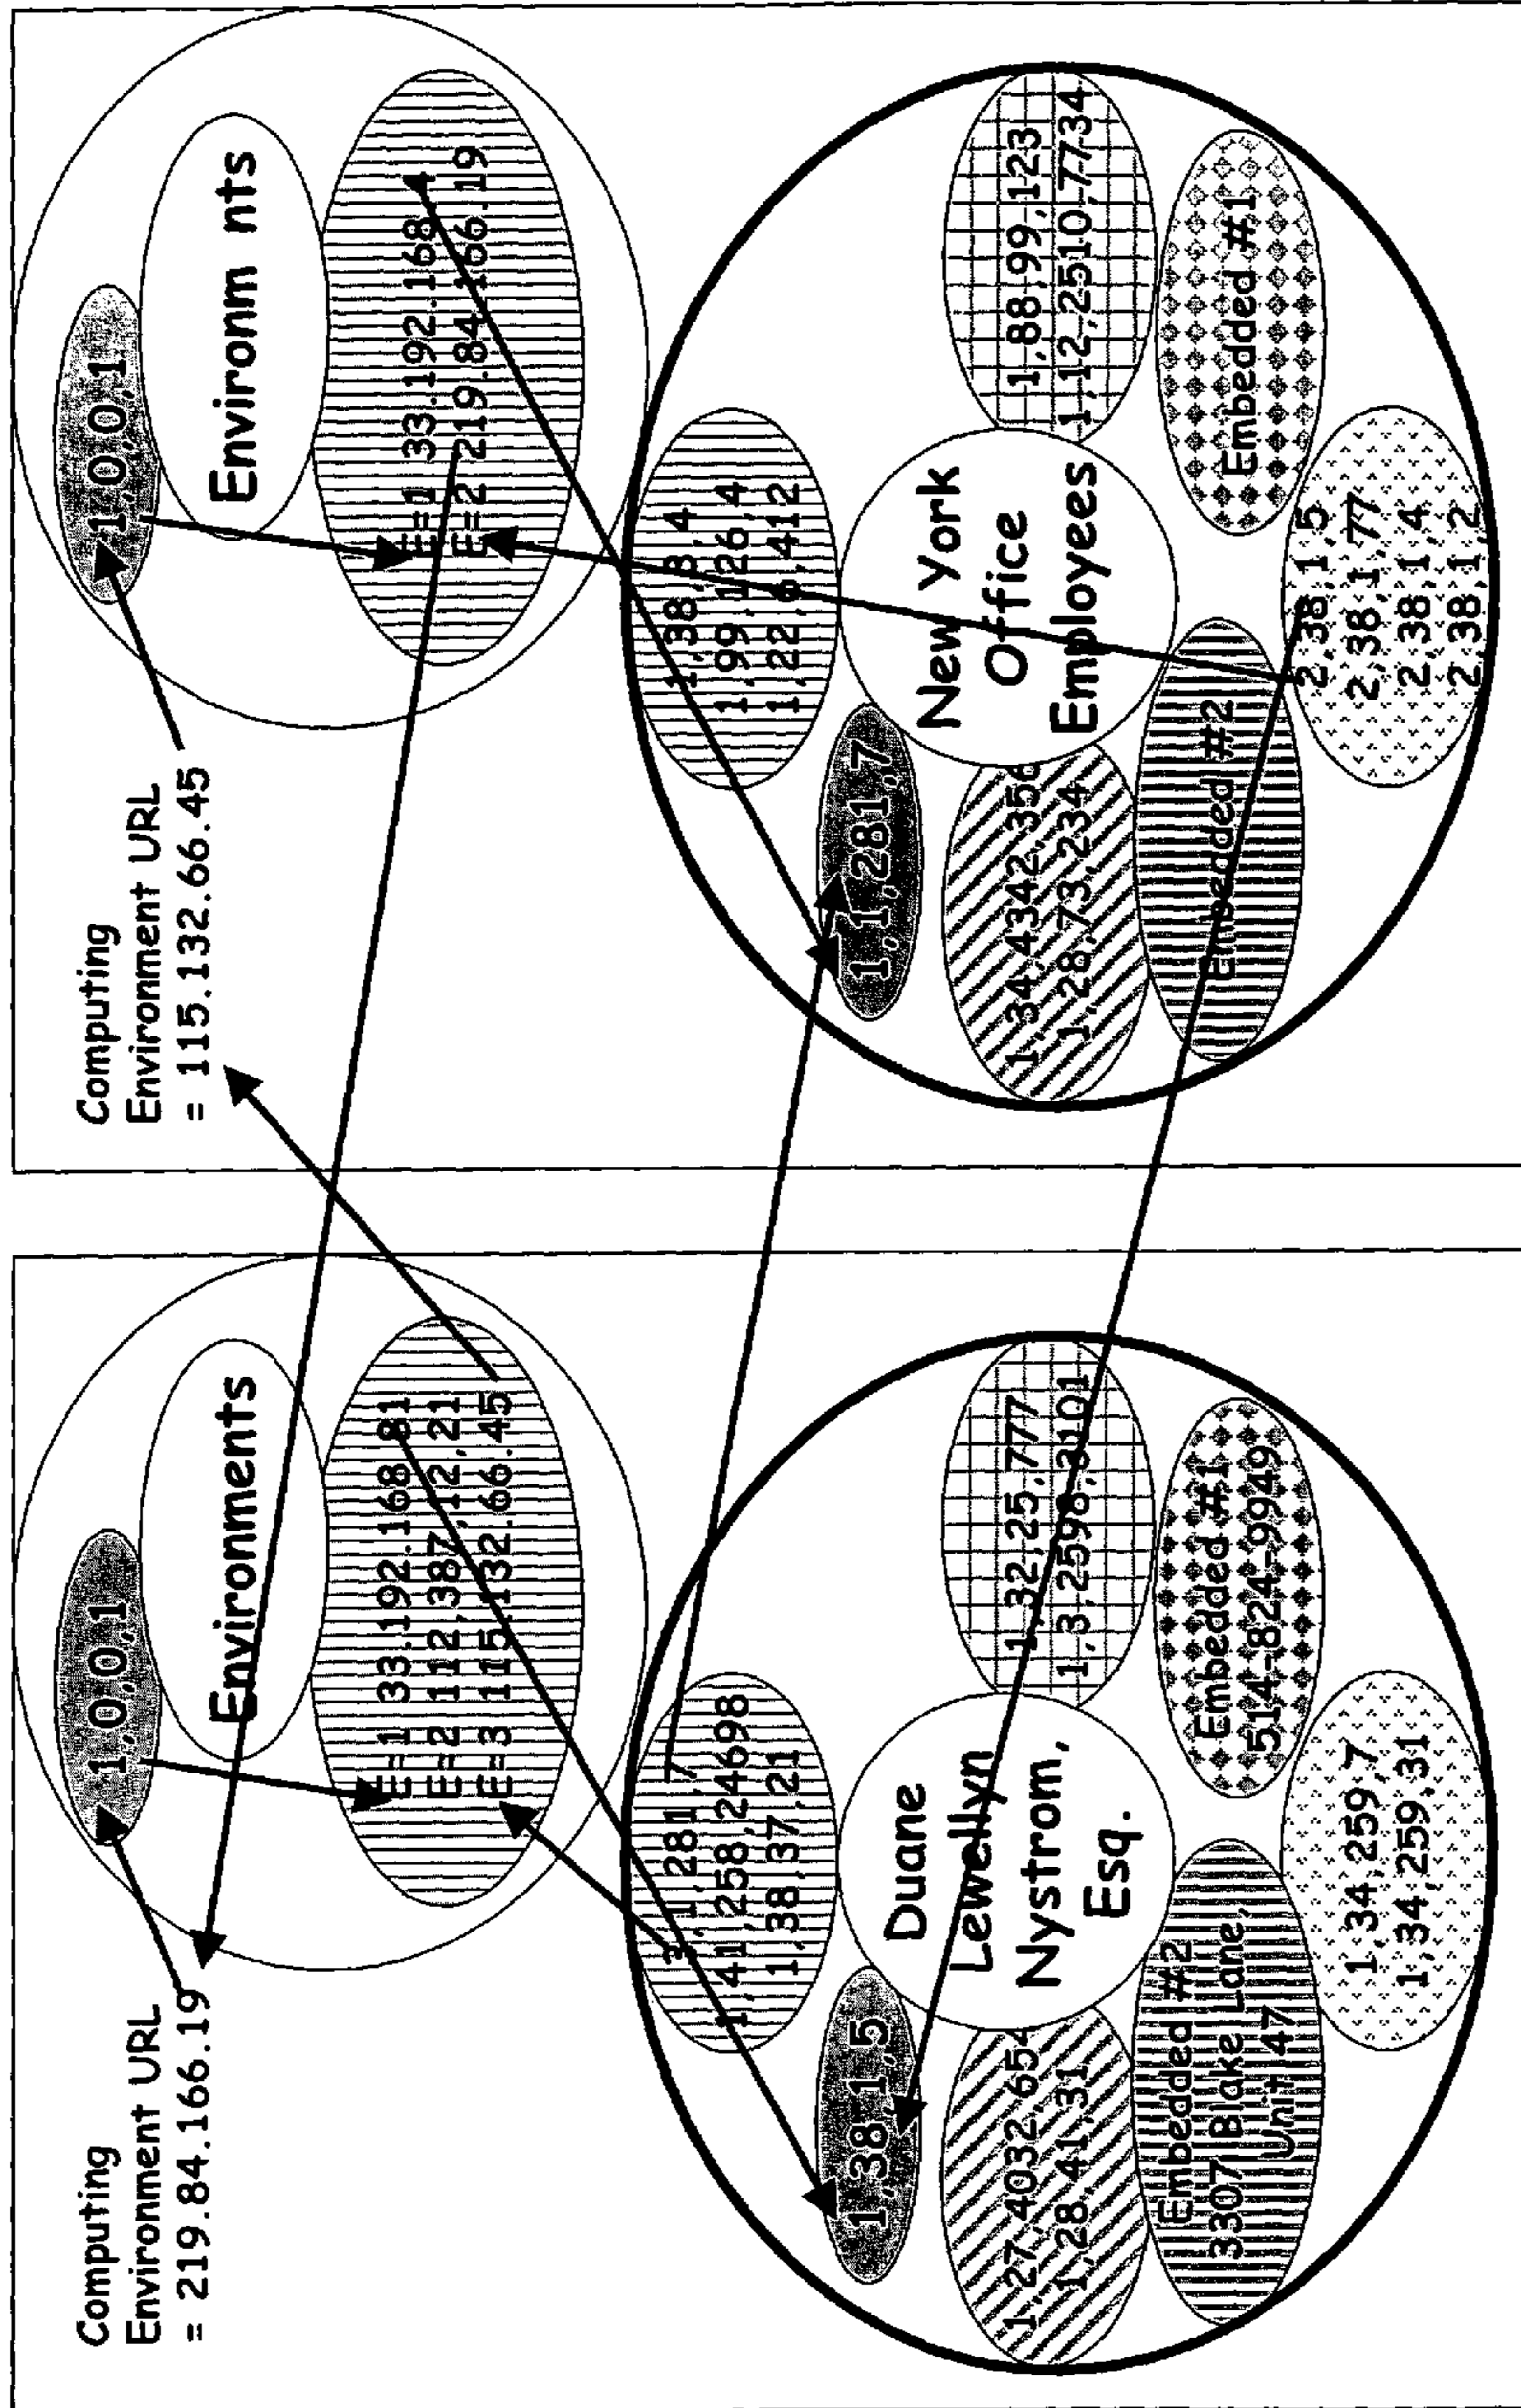 Computing
Environment URL
= 219.84.166.19
1,0,0,1
Environments
E=1 33.192.168 81
E=2 112,387,12,21
E=3 115.132.66.45
3,1,281,7
1,41,258,24698
1,38,37,21
1,38,1,5
Duane
Lewellyn
Nystrom,
Esq.
1,27,4032,654
1,28,41,31
1,32,25,777
1,3,2598,3101
Embedded #2
3307 Blake Lane,
Unit 47
Embedded #1
514-824-9949
1,34,259,7
1,34,259,31
Computing
Environment URL
= 115.132.66.45
1,0,0,1
Environm nts
E=1 33.192.168.4
E=2 219.84.166.19
1,38,8,4
1,99,126,4
1,22,6,412
1,1,281,7
New York
Office
Employees
1,34,4342,356
1,28,73,234
1,88,99,123
1,12,2510,7734
Embedded #2
Embedded #1
2,38,1,5
2,38,1,77
2,38,1,4
2,38,1,2